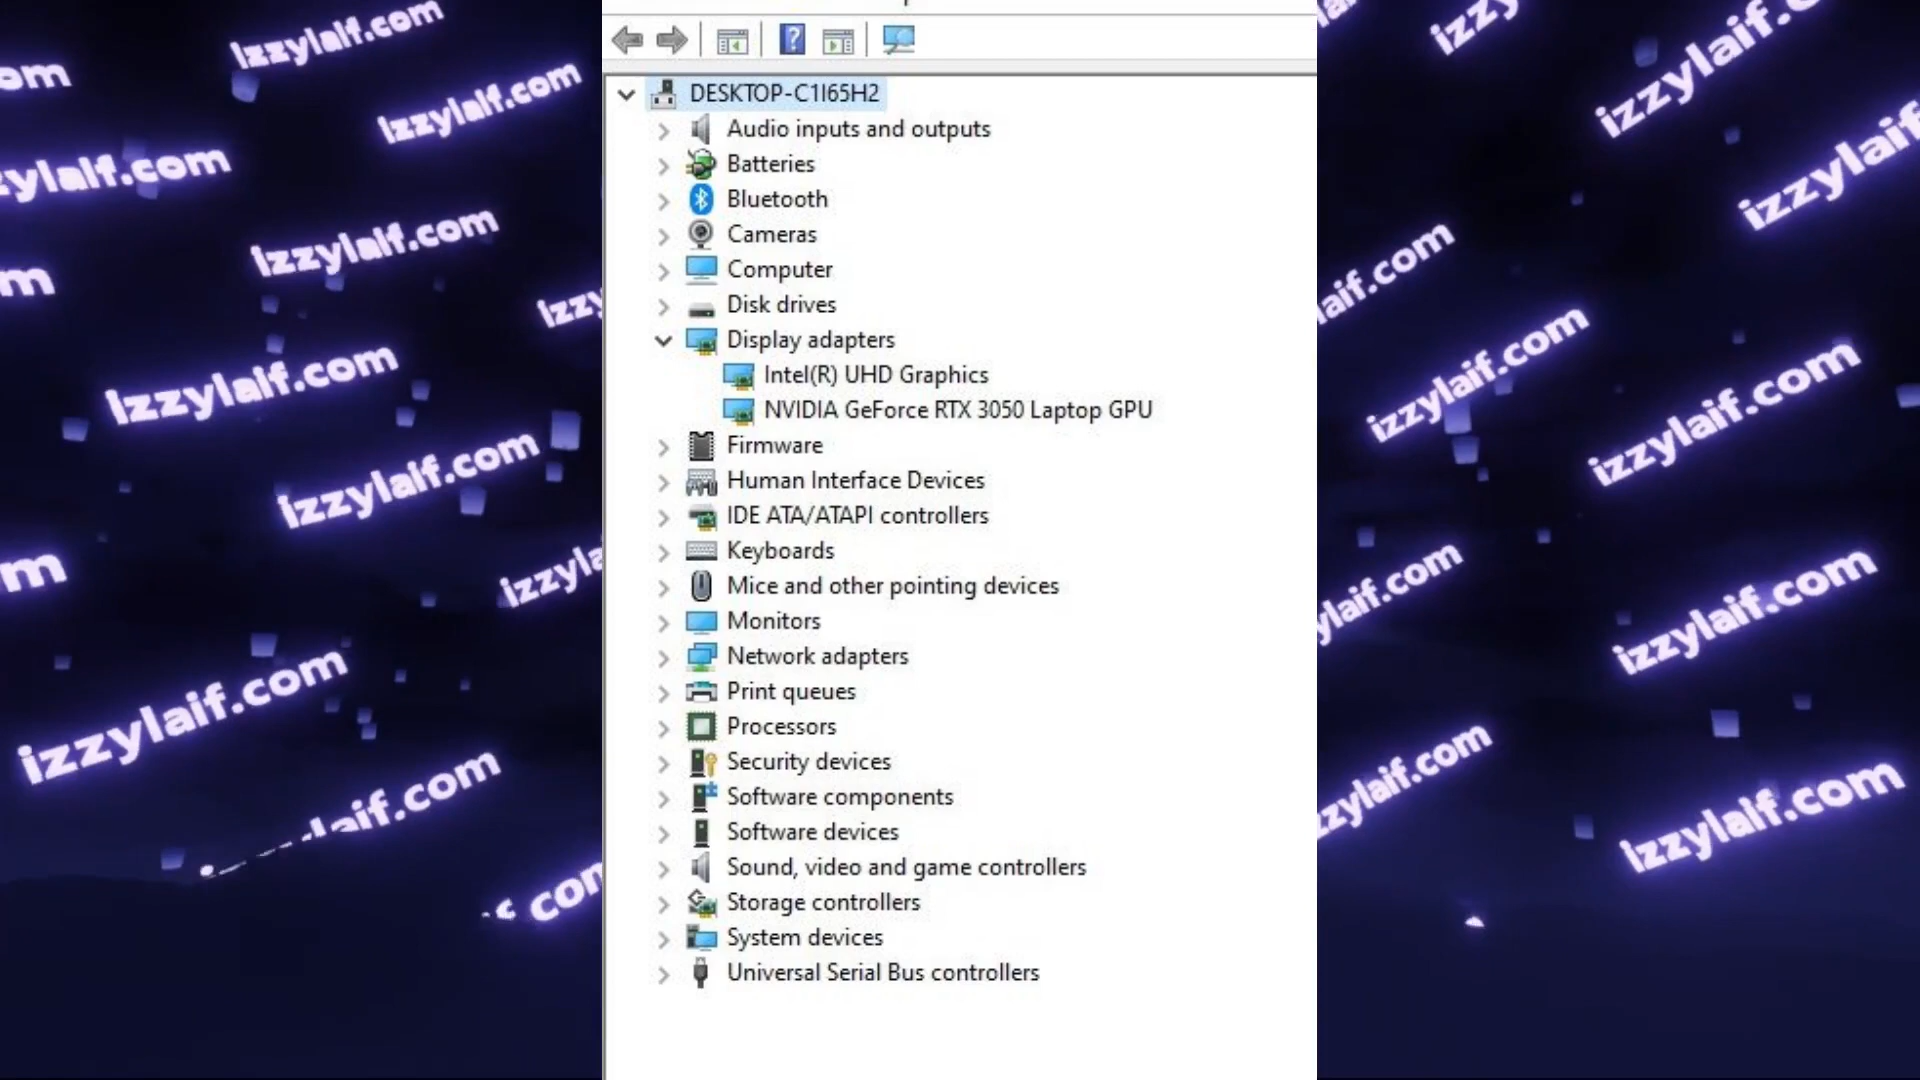 DESKTOP-C1I65H2
Audio inputs and outputs
Batteries
Bluetooth
Cameras
Computer
Disk drives
Display adapters
Intel(R) UHD Graphics
NVIDIA GeForce RTX 3050 Laptop GPU
Firmware
Human Interface Devices
IDE ATA/ATAPI controllers
Keyboards
Mice and other pointing devices
Monitors
Network adapters
Print queues
Processors
Security devices
Software components
Software devices
Sound, video and game controllers
Storage controllers
System devices
Universal Serial Bus controllers
izzylaif.com
izzylaif.com
izzylaif.com
izzylaif.com
izzylaif.com
izzylaif.com
izzylaif.com
izzylaif.com
izzylaif.com
izzylaif.com
izzylaif.com
izzylaif.com